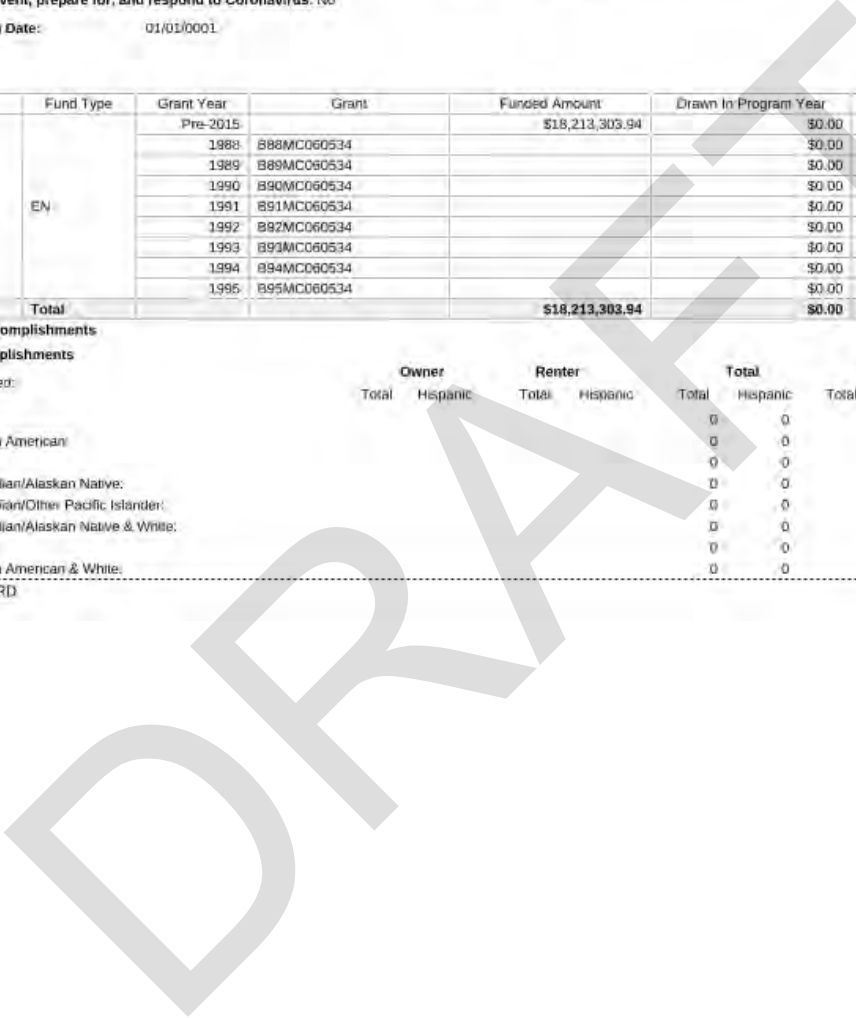 event, prepare for, and respond to Coronavirus: No
Date: 01/01/0001
Fund Type Grant Year Grant Funded Amount Drawn In Program Year
Pre-2015 $18,213,303.94 $0.00
1988 B88MC060534 $0.00
1989 B89MC060534 $0.00
1990 B90MC060534 $0.00
EN 1991 B91MC060534 $0.00
1992 B92MC060534 $0.00
1993 B93MC060534 $0.00
1994 B94MC060534 $0.00
1995 B95MC060534 $0.00
Total $18,213,303.94 $0.00
omplishments
plishments
Owner Renter Total
ed:
Total Hispanic Total Hispanic Total Hispanic Total
0 0
American: 0 0
0 0
ian/Alaskan Native: 0 0
ian/Other Pacific Islander: 0 0
ian/Alaskan Native & White: 0 0
0 0
American & White: 0 0
RD
DRAFT